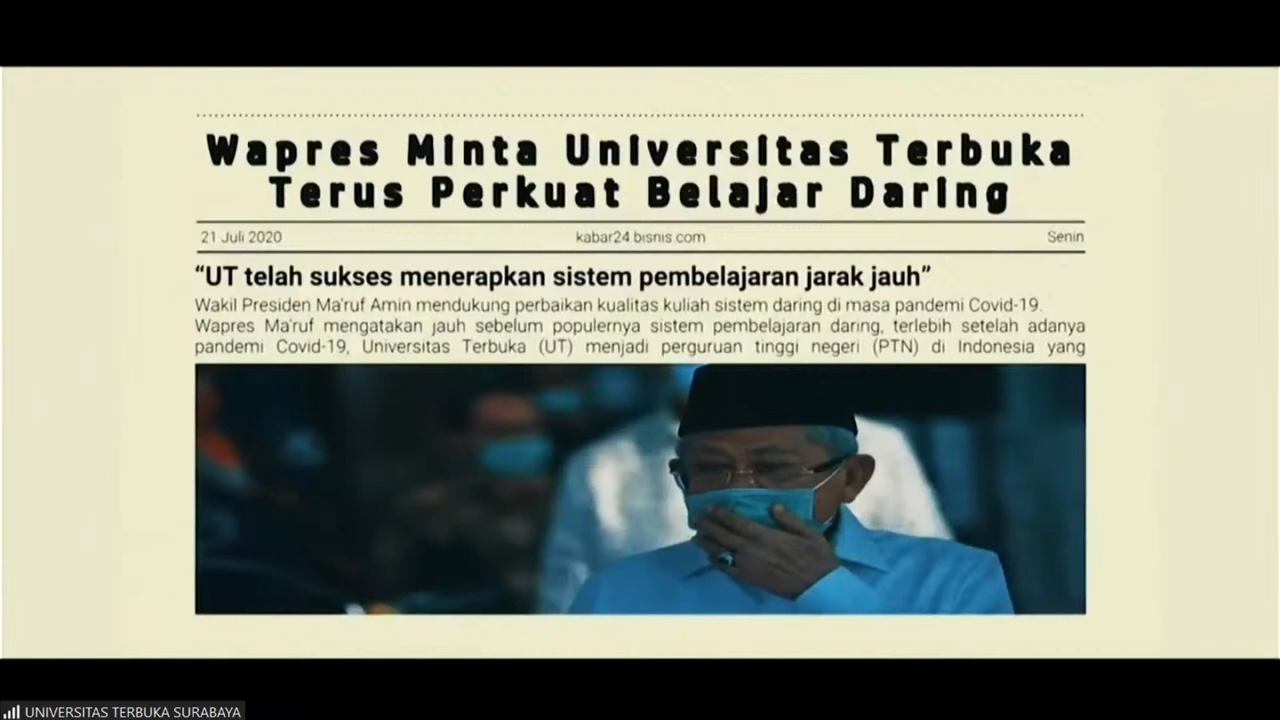 Wapres Minta Universitas Terbuka
Terus Perkuat Belajar Daring
21 Juli 2020 kabar24.bisnis.com Senin
“UT telah sukses menerapkan sistem pembelajaran jarak jauh”
Wakil Presiden Ma'ruf Amin mendukung perbaikan kualitas kuliah sistem daring di masa pandemi Covid-19.
Wapres Ma'ruf mengatakan jauh sebelum populernya sistem pembelajaran daring, terlebih setelah adanya
pandemi Covid-19, Universitas Terbuka (UT) menjadi perguruan tinggi negeri (PTN) di Indonesia yang
UNIVERSITAS TERBUKA SURABAYA